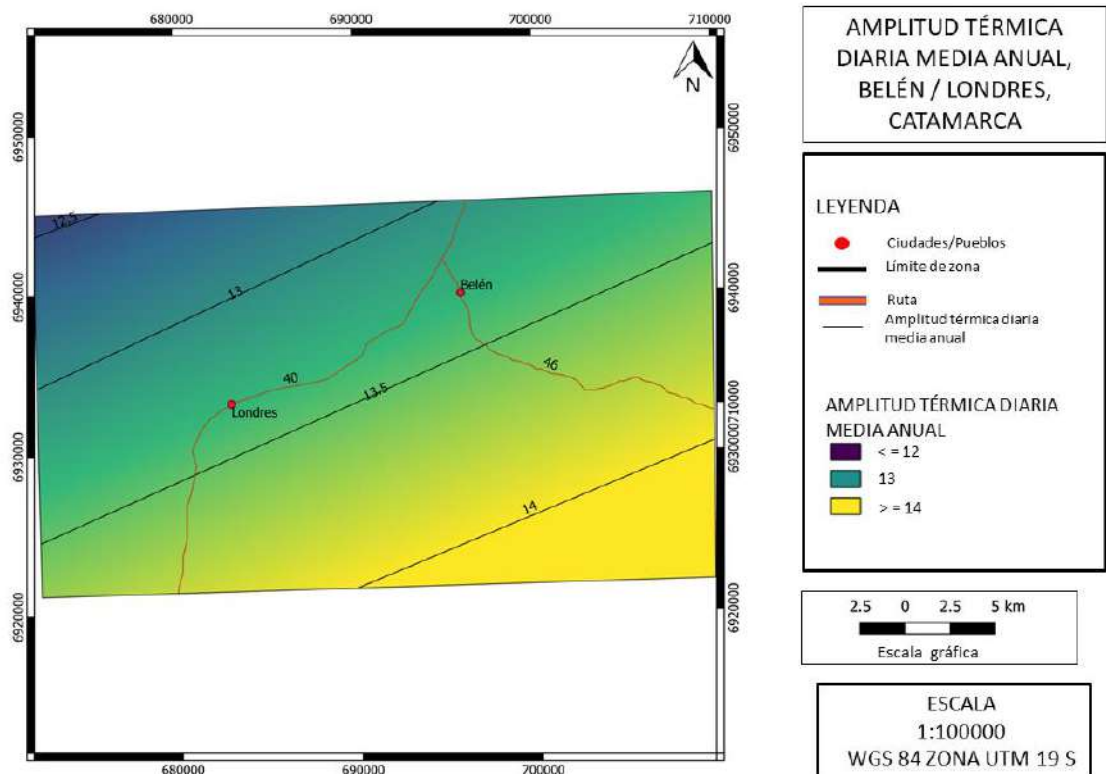 680000
690000
700000
710000
N
6950000
6950000
12.5
13
6940000
6940000
Belén
46
40
13.5
Londres
710000
6930000
6930000
14
6920000
6920000
680000
690000
700000
AMPLITUD TÉRMICA
DIARIA MEDIA ANUAL,
BELÉN / LONDRES,
CATAMARCA
LEYENDA
Ciudades/Pueblos
Límite de zona
Ruta
Amplitud térmica diaria
media anual
AMPLITUD TÉRMICA DIARIA
MEDIA ANUAL
< = 12
13
> = 14
2.5 0 2.5 5 km
Escala gráfica
ESCALA
1:100000
WGS 84 ZONA UTM 19 S